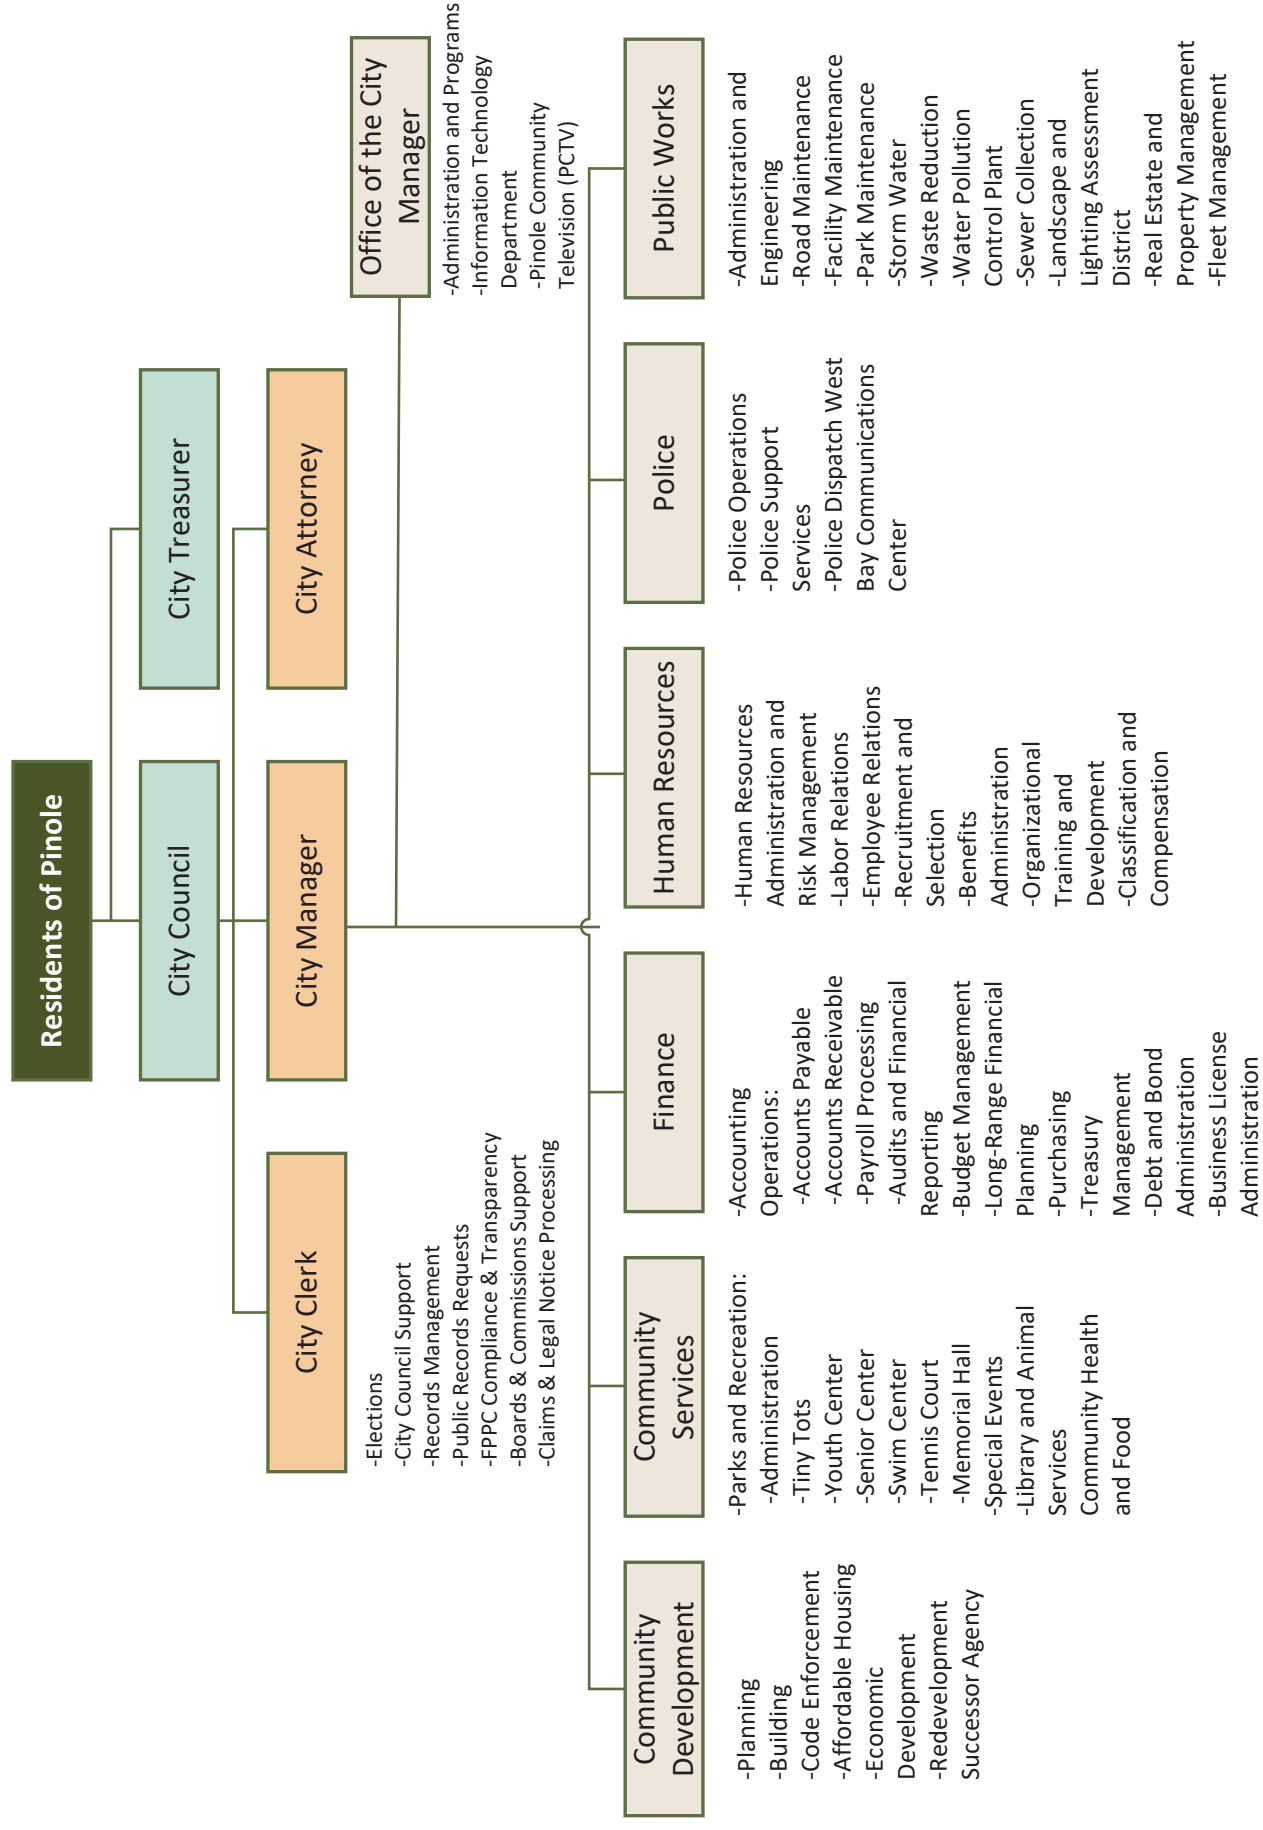 Residents of Pinole
City Council
City Treasurer
City Clerk
City Manager
City Attorney
-Elections
-City Council Support
-Records Management
-Public Records Requests
-FPPC Compliance & Transparency
-Boards & Commissions Support
-Claims & Legal Notice Processing
Office of the City
Manager
-Administration and Programs
-Information Technology
Department
-Pinole Community
Television (PCTV)
Community
Development
-Planning
-Building
-Code Enforcement
-Affordable Housing
-Economic
Development
-Redevelopment
Successor Agency
Community
Services
-Parks and Recreation:
-Administration
-Tiny Tots
-Youth Center
-Senior Center
-Swim Center
-Tennis Court
-Memorial Hall
-Special Events
-Library and Animal
Services
Community Health
and Food
Finance
-Accounting
Operations:
-Accounts Payable
-Accounts Receivable
-Payroll Processing
-Audits and Financial
Reporting
-Budget Management
-Long-Range Financial
Planning
-Purchasing
-Treasury
Management
-Debt and Bond
Administration
-Business License
Administration
Human Resources
-Human Resources
Administration and
Risk Management
-Labor Relations
-Employee Relations
-Recruitment and
Selection
-Benefits
Administration
-Organizational
Training and
Development
-Classification and
Compensation
Police
-Police Operations
-Police Support
Services
-Police Dispatch West
Bay Communications
Center
Public Works
-Administration and
Engineering
-Road Maintenance
-Facility Maintenance
-Park Maintenance
-Storm Water
-Waste Reduction
-Water Pollution
Control Plant
-Sewer Collection
-Landscape and
Lighting Assessment
District
-Real Estate and
Property Management
-Fleet Management